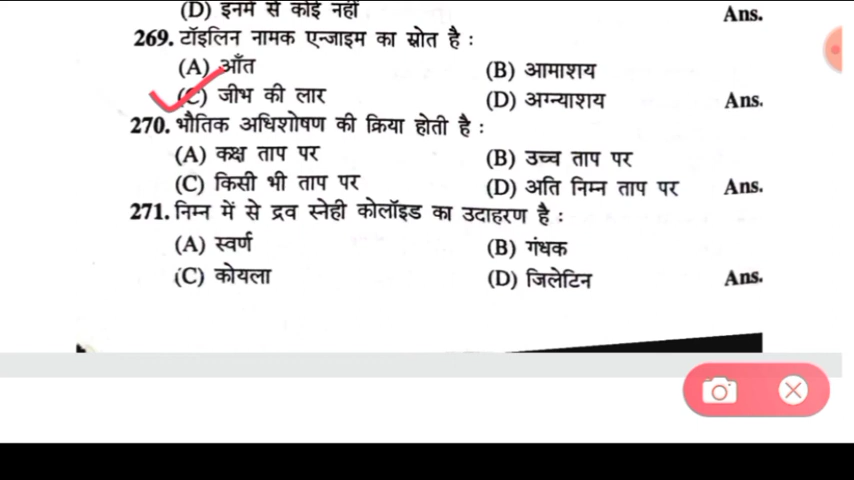 (D) इनमें से कोई नहीं Ans.
269. टॉइलिन नामक एन्जाइम का स्रोत है :
(A) आँत (B) आमाशय
(C) जीभ की लार (D) अग्न्याशय Ans.
270. भौतिक अधिशोषण की क्रिया होती है :
(A) कक्ष ताप पर (B) उच्च ताप पर
(C) किसी भी ताप पर (D) अति निम्न ताप पर Ans.
271. निम्न में से द्रव स्नेही कोलॉइड का उदाहरण है :
(A) स्वर्ण (B) गंधक
(C) कोयला (D) जिलेटिन Ans.